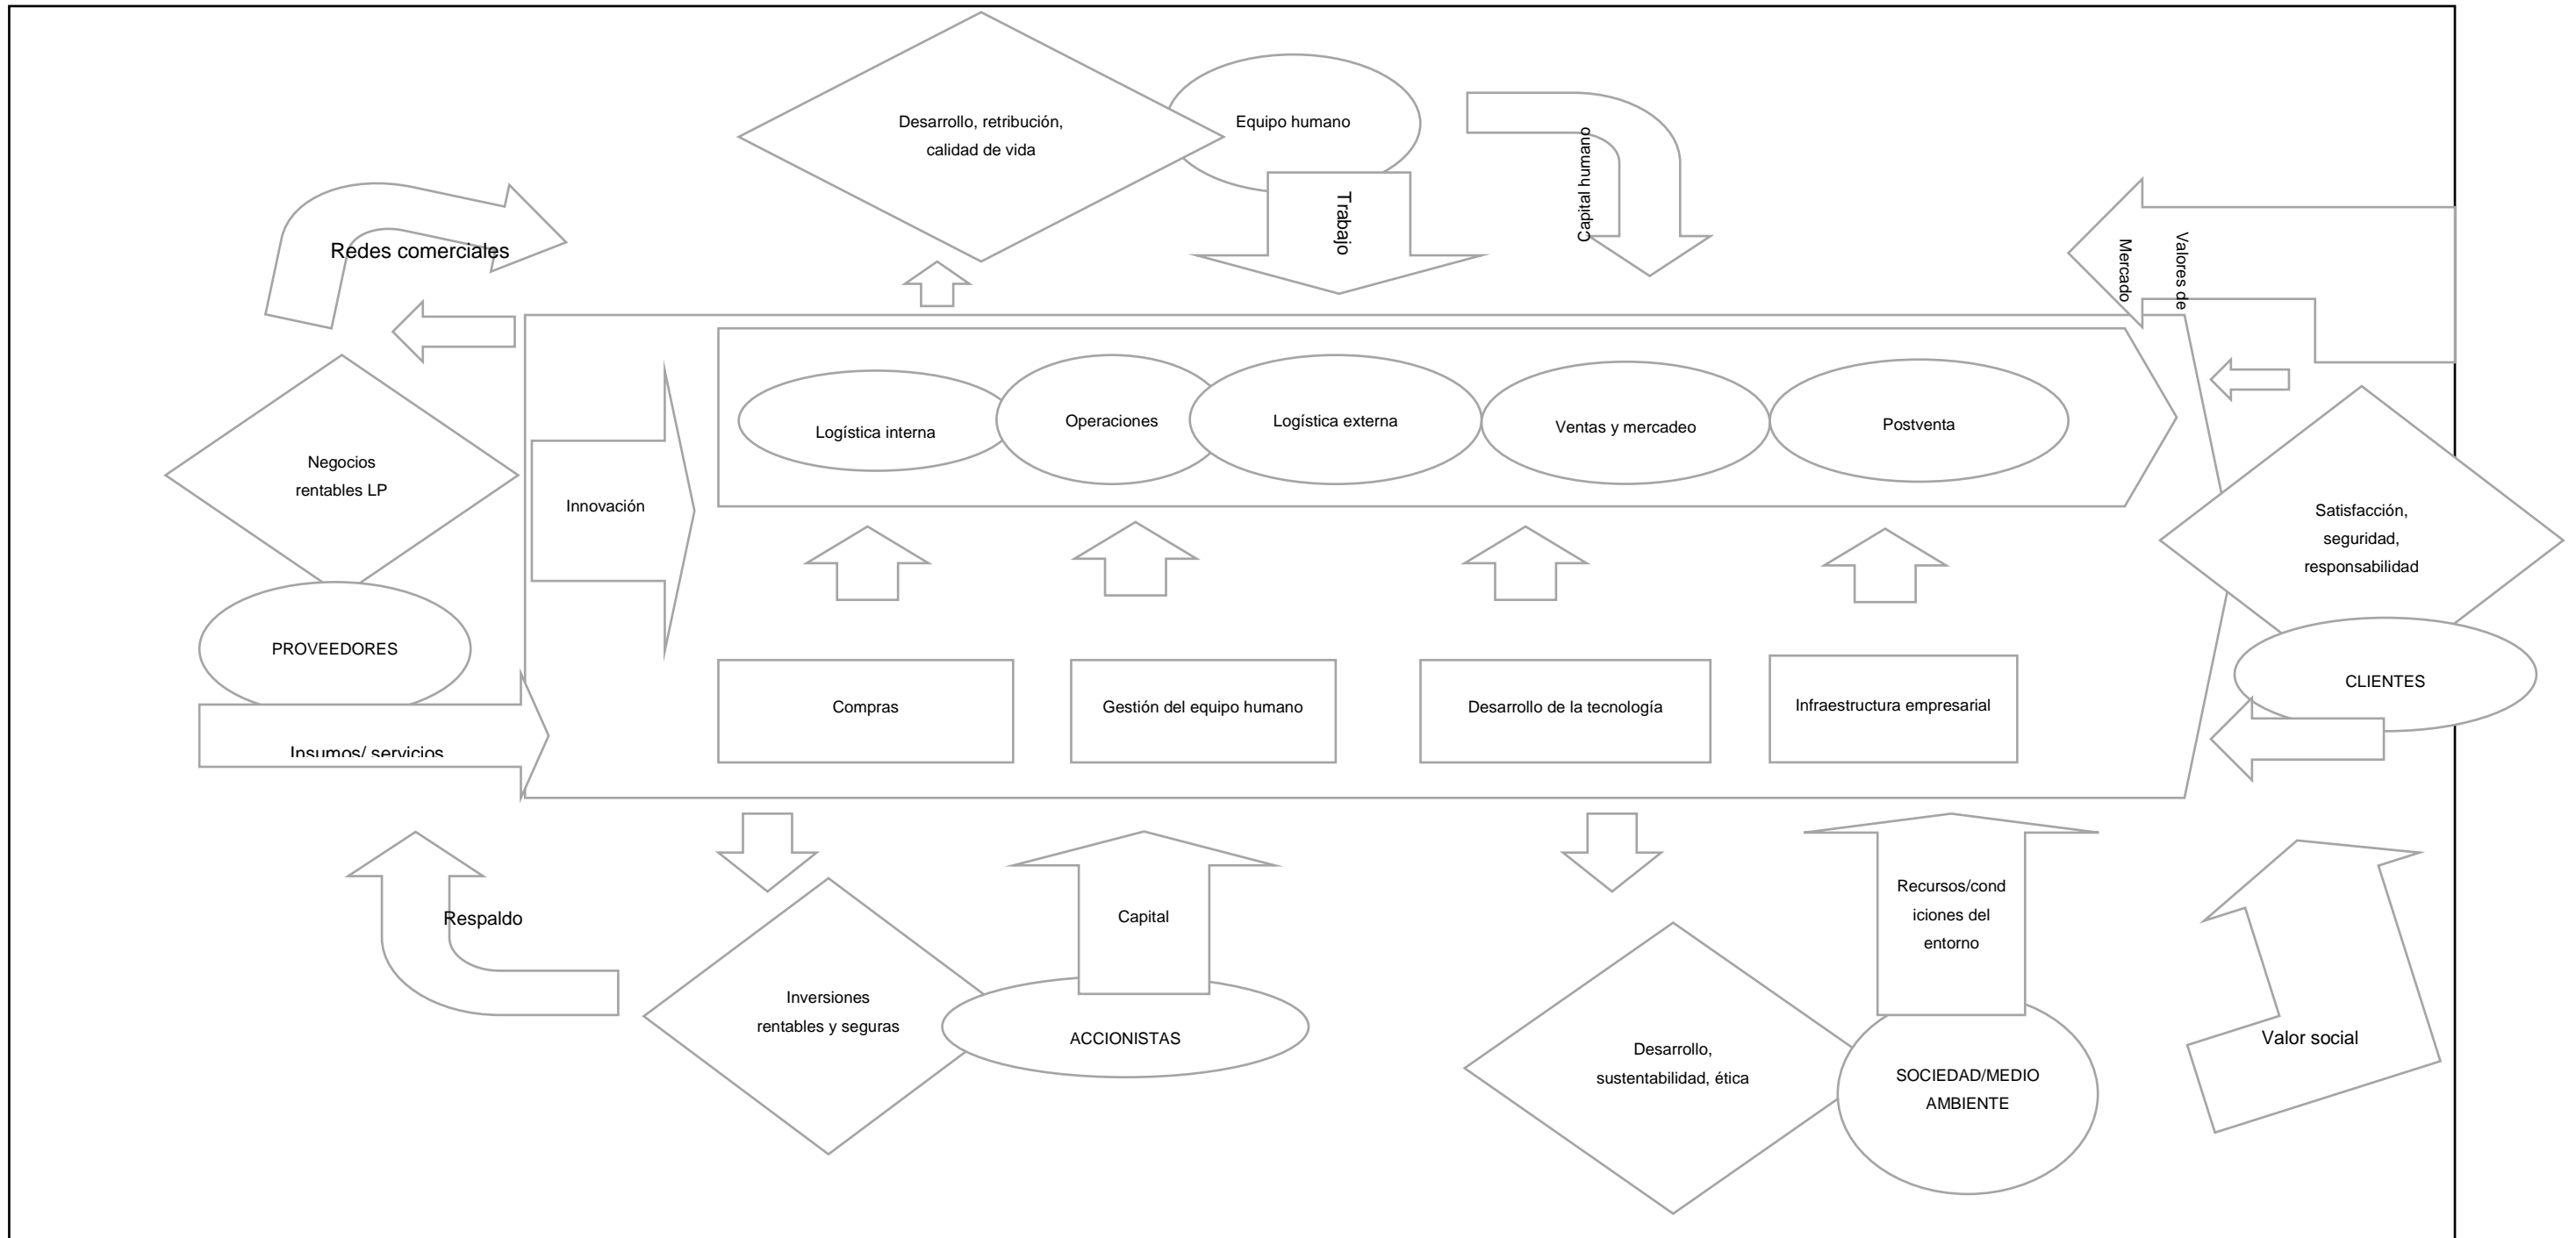 Desarrollo, retribución,
calidad de vida
Equipo humano
Trabajo
Capital humano
Redes comerciales
Valores de
Mercado
Negocios
rentables LP
Innovación
Logística interna
Operaciones
Logística externa
Ventas y mercadeo
Postventa
Satisfacción,
seguridad,
responsabilidad
PROVEEDORES
CLIENTES
Insumos/ servicios
Compras
Gestión del equipo humano
Desarrollo de la tecnología
Infraestructura empresarial
Respaldo
Capital
Recursos/cond
iciones del
entorno
Inversiones
rentables y seguras
ACCIONISTAS
Desarrollo,
sustentabilidad, ética
SOCIEDAD/MEDIO
AMBIENTE
Valor social